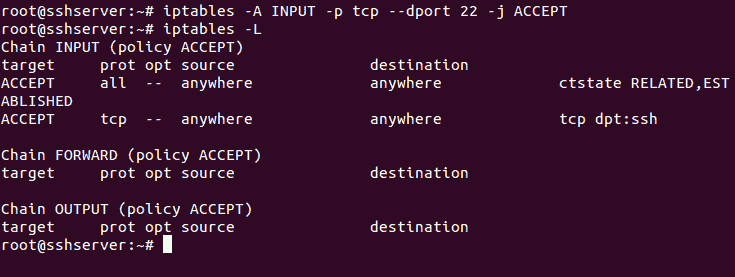 root@sshserver:~# iptables -A INPUT -p tcp --dport 22 -j ACCEPT
root@sshserver:~# iptables -L
Chain INPUT (policy ACCEPT)
target     prot opt source               destination
ACCEPT     all  --  anywhere             anywhere             ctstate RELATED,EST
ABLISHED
ACCEPT     tcp  --  anywhere             anywhere             tcp dpt:ssh

Chain FORWARD (policy ACCEPT)
target     prot opt source               destination

Chain OUTPUT (policy ACCEPT)
target     prot opt source               destination
root@sshserver:~#